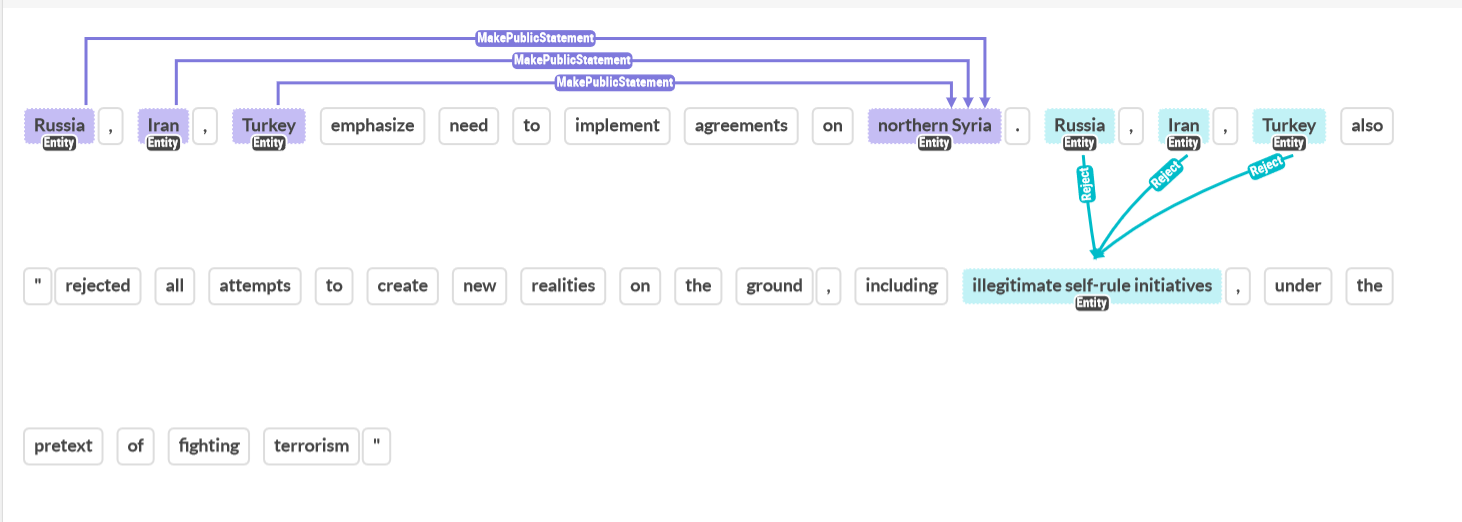 MakePublicStatement
MakePublicStatement
MakePublicStatement
Russia , Iran , Turkey emphasize need to implement agreements on northern Syria . Russia , Iran , Turkey also
Entity Entity Entity Entity Entity Entity Entity
Reject Reject Reject
" rejected all attempts to create new realities on the ground , including illegitimate self-rule initiatives , under the
Entity
pretext of fighting terrorism "